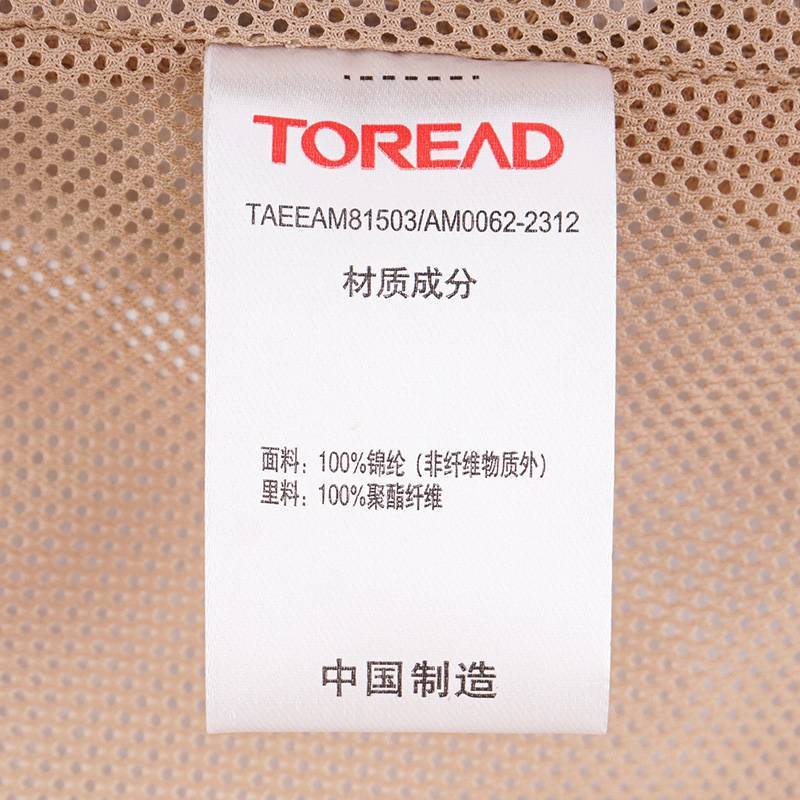 TOREAD
TAEEAM81503/AM0062-2312
材质成分
面料：100%锦纶（非纤维物质外）
里料：100%聚酯纤维
中国制造